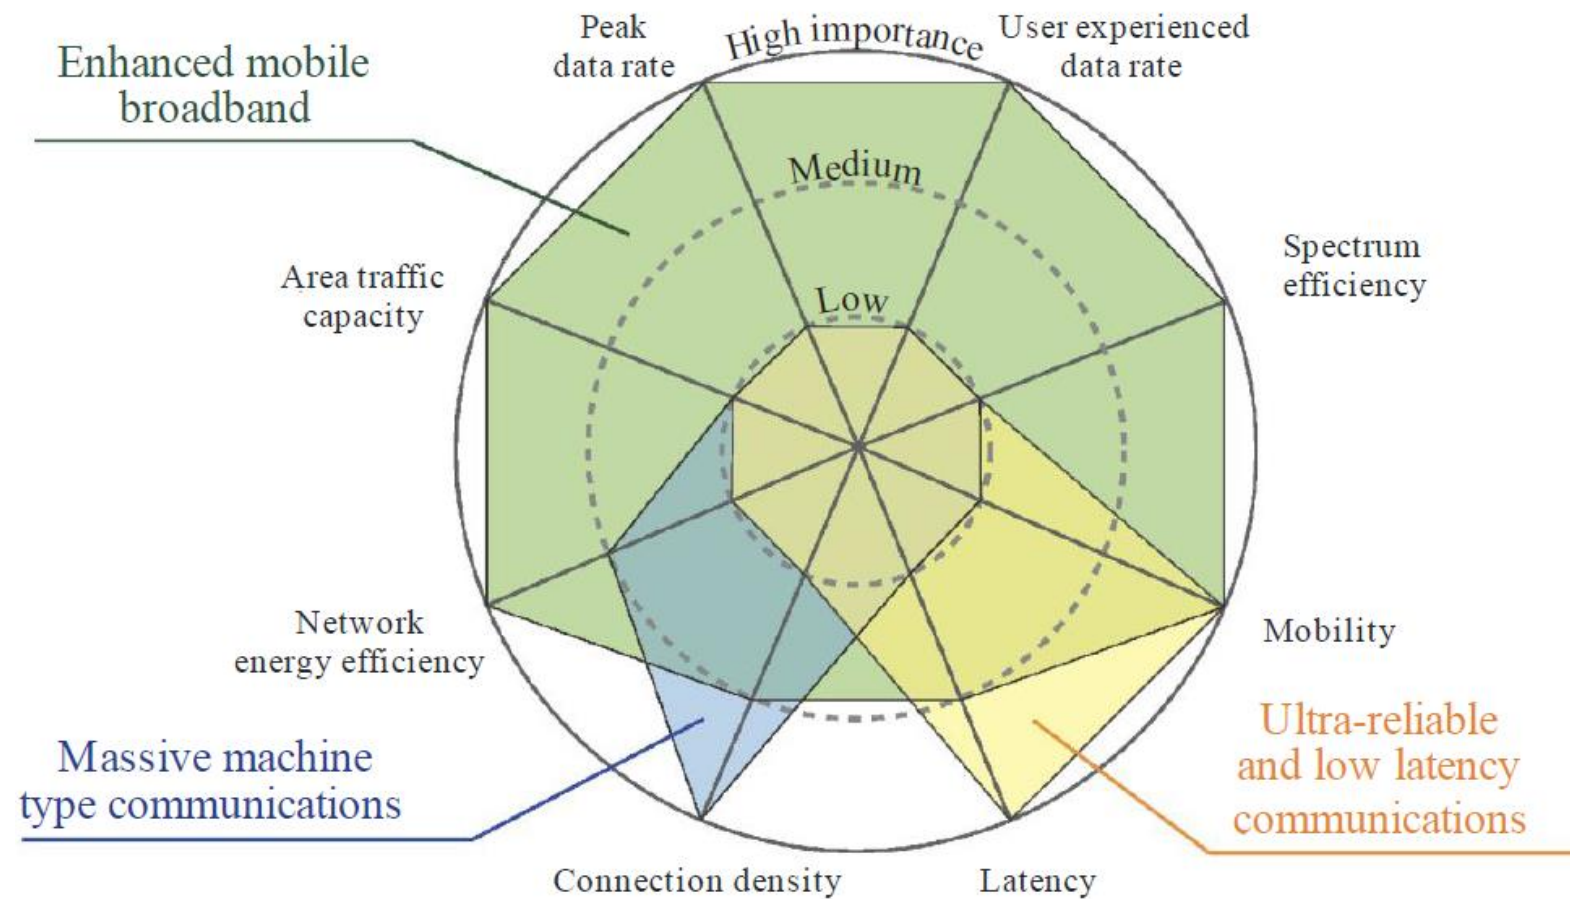 Peak
data rate
High importance
User experienced
data rate
Enhanced mobile
broadband
Medium
Spectrum
efficiency
Area traffic
capacity
Low
Network
energy efficiency
Mobility
Massive machine
type communications
Ultra-reliable
and low latency
communications
Connection density
Latency